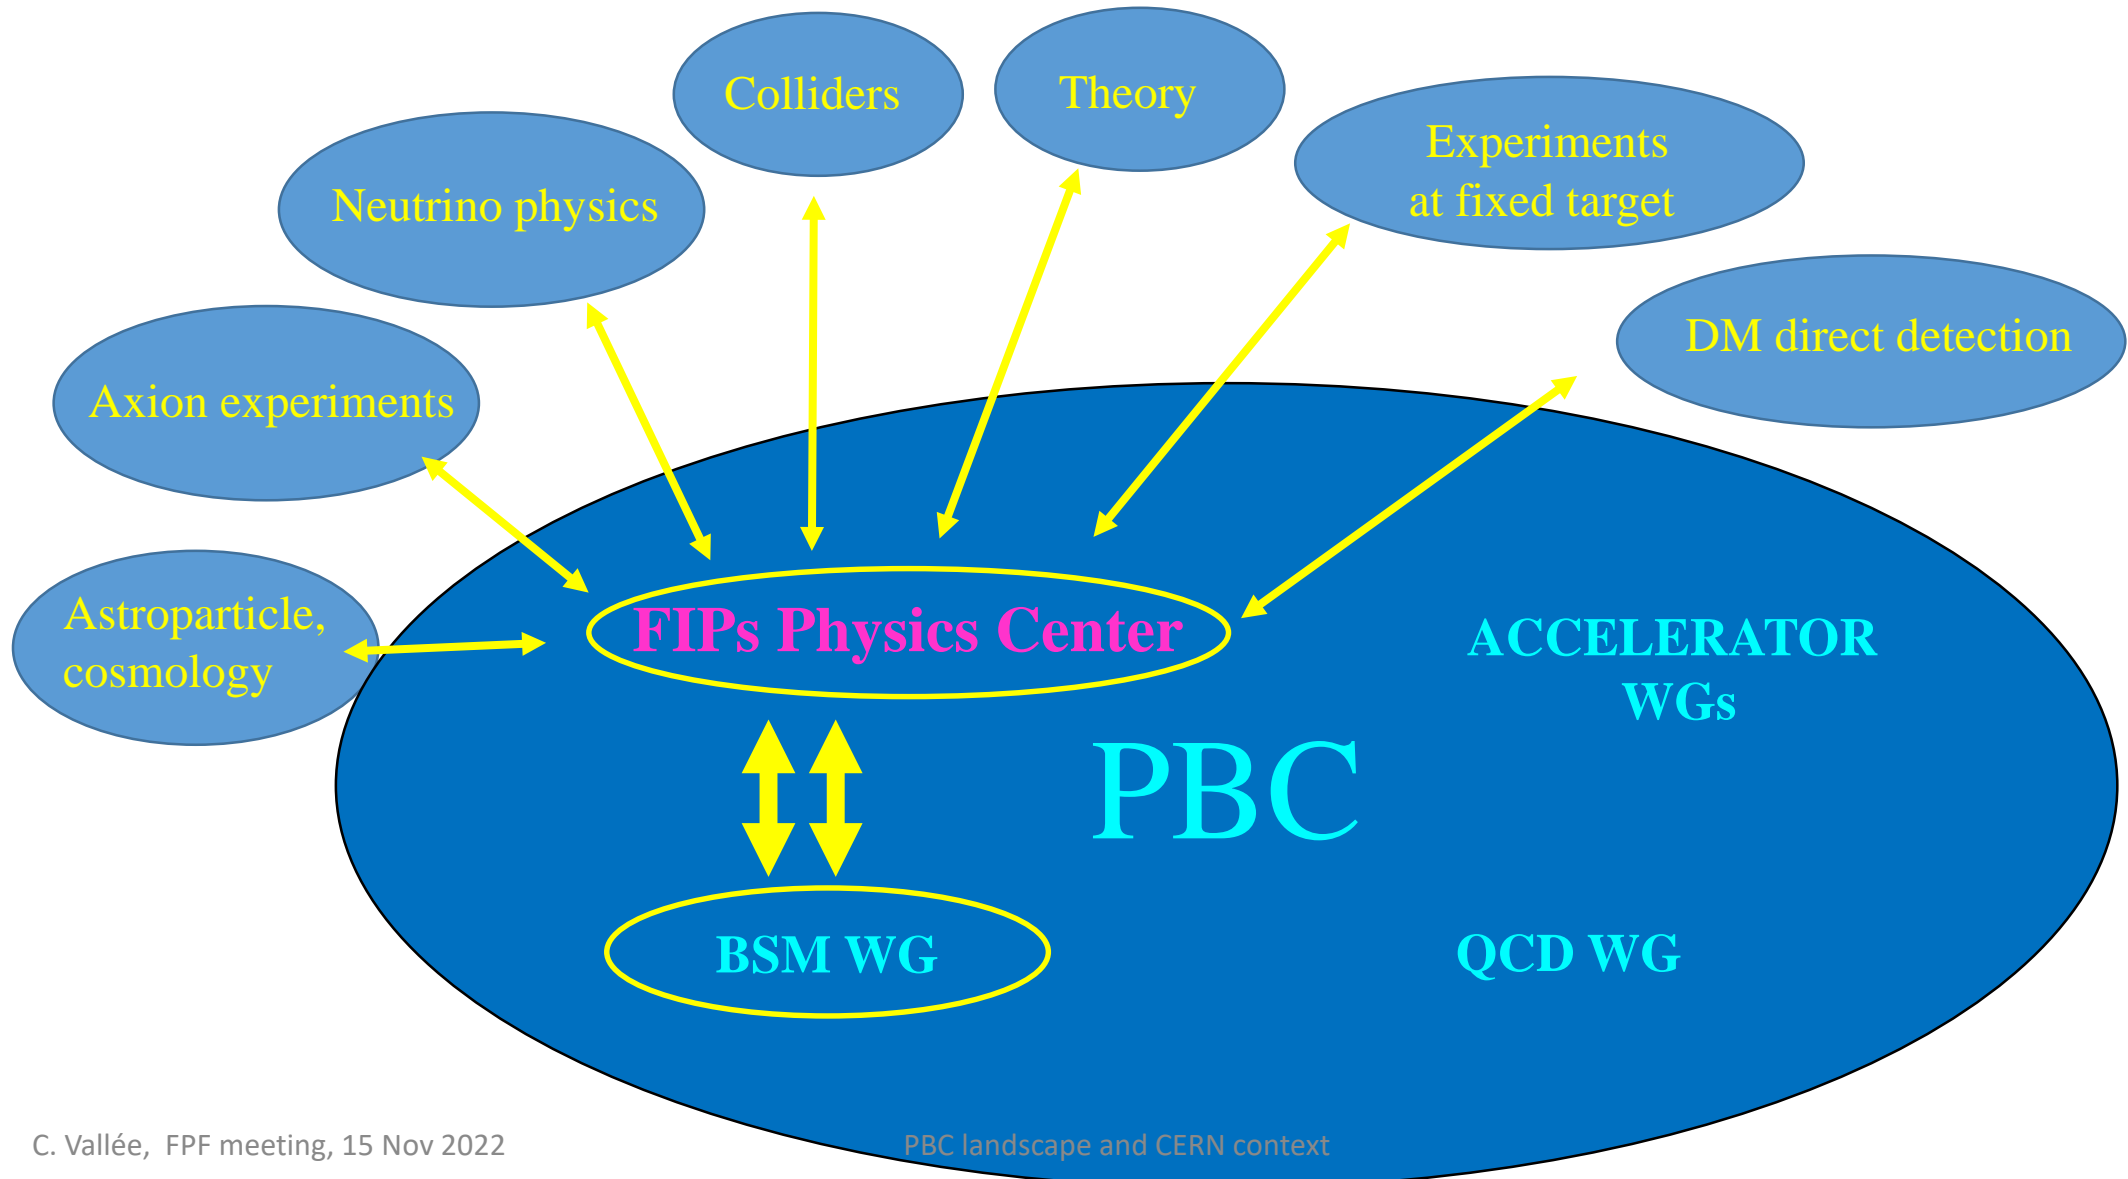 Colliders
Theory
Experiments
at fixed target
Neutrino physics
DM direct detection
Axion experiments
Astroparticle,
cosmology
FIPs Physics Center
ACCELERATOR
WGs
PBC
BSM WG
QCD WG
C. Vallée, FPF meeting, 15 Nov 2022
PBC landscape and CERN context